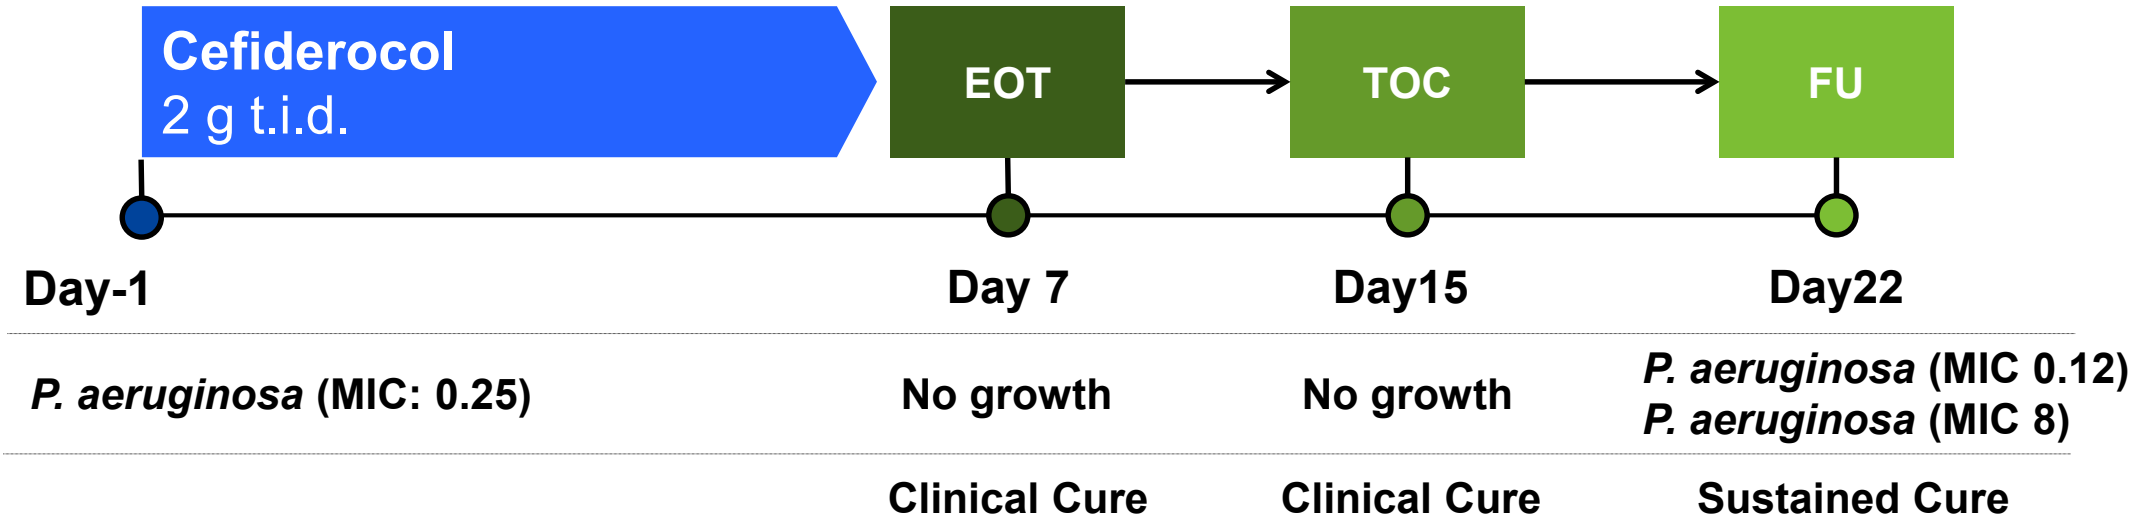 Cefiderocol
2 g t.i.d.
EOT
TOC
FU
Day-1
Day 7
Day15
Day22
P. aeruginosa (MIC: 0.25)
No growth
No growth
P. aeruginosa (MIC 0.12)
P. aeruginosa (MIC 8)
Clinical Cure
Clinical Cure
Sustained Cure